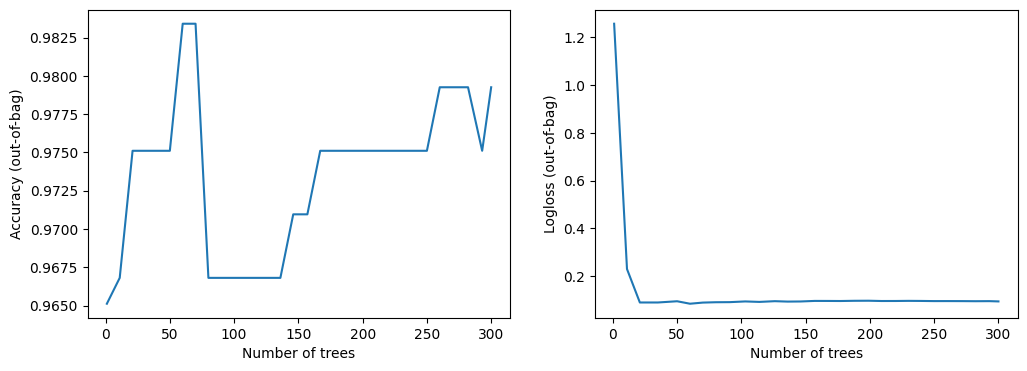 0.9825
0.9800
0.9775
0.9750
0.9725
0.9700
0.9675
0.9650
Accuracy (out-of-bag)
0 50 100 150 200 250 300
Number of trees
1.2
1.0
0.8
0.6
0.4
0.2
Logloss (out-of-bag)
0 50 100 150 200 250 300
Number of trees